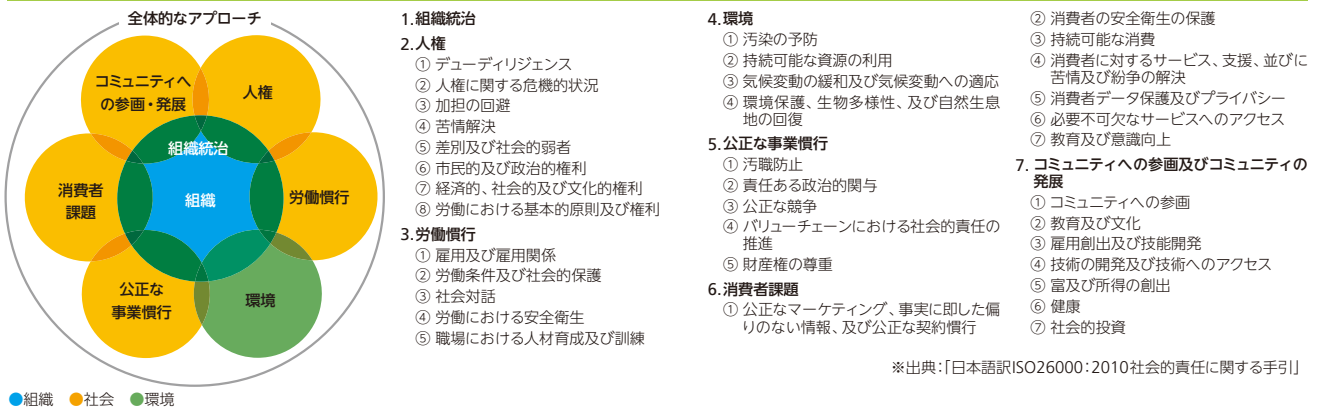 全体的なアプローチ
コミュニティへ
の参画・発展
人権
組織統治
消費者
課題
組織
労働慣行
公正な
事業慣行
環境
●組織 ●社会 ●環境
1.組織統治
2.人権
① デューディリジェンス
② 人権に関する危機的状況
③ 加担の回避
④ 苦情解決
⑤ 差別及び社会的弱者
⑥ 市民的及び政治的権利
⑦ 経済的、社会的及び文化的権利
⑧ 労働における基本的原則及び権利
3.労働慣行
① 雇用及び雇用関係
② 労働条件及び社会的保護
③ 社会対話
④ 労働における安全衛生
⑤ 職場における人材育成及び訓練
4.環境
① 汚染の予防
② 持続可能な資源の利用
③ 気候変動の緩和及び気候変動への適応
④ 環境保護、生物多様性、及び自然生息
地の回復
5.公正な事業慣行
① 汚職防止
② 責任ある政治的関与
③ 公正な競争
④ バリューチェーンにおける社会的責任の
推進
⑤ 財産権の尊重
6.消費者課題
① 公正なマーケティング、事実に即した偏
りのない情報、及び公正な契約慣行
② 消費者の安全衛生の保護
③ 持続可能な消費
④ 消費者に対するサービス、支援、並びに
苦情及び紛争の解決
⑤ 消費者データ保護及びプライバシー
⑥ 必要不可欠なサービスへのアクセス
⑦ 教育及び意識向上
7. コミュニティへの参画及びコミュニティの
発展
① コミュニティへの参画
② 教育及び文化
③ 雇用創出及び技能開発
④ 技術の開発及び技術へのアクセス
⑤ 富及び所得の創出
⑥ 健康
⑦ 社会的投資
※出典：「日本語訳ISO26000：2010社会的責任に関する手引」